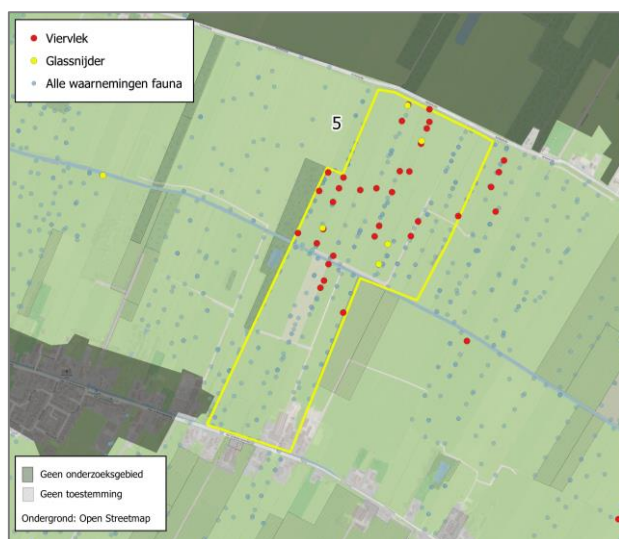 Viervlek
Glassnijder
Alle waarnemingen fauna
5
Geen onderzoeksgebied
Geen toestemming
Ondergrond: Open Streetmap